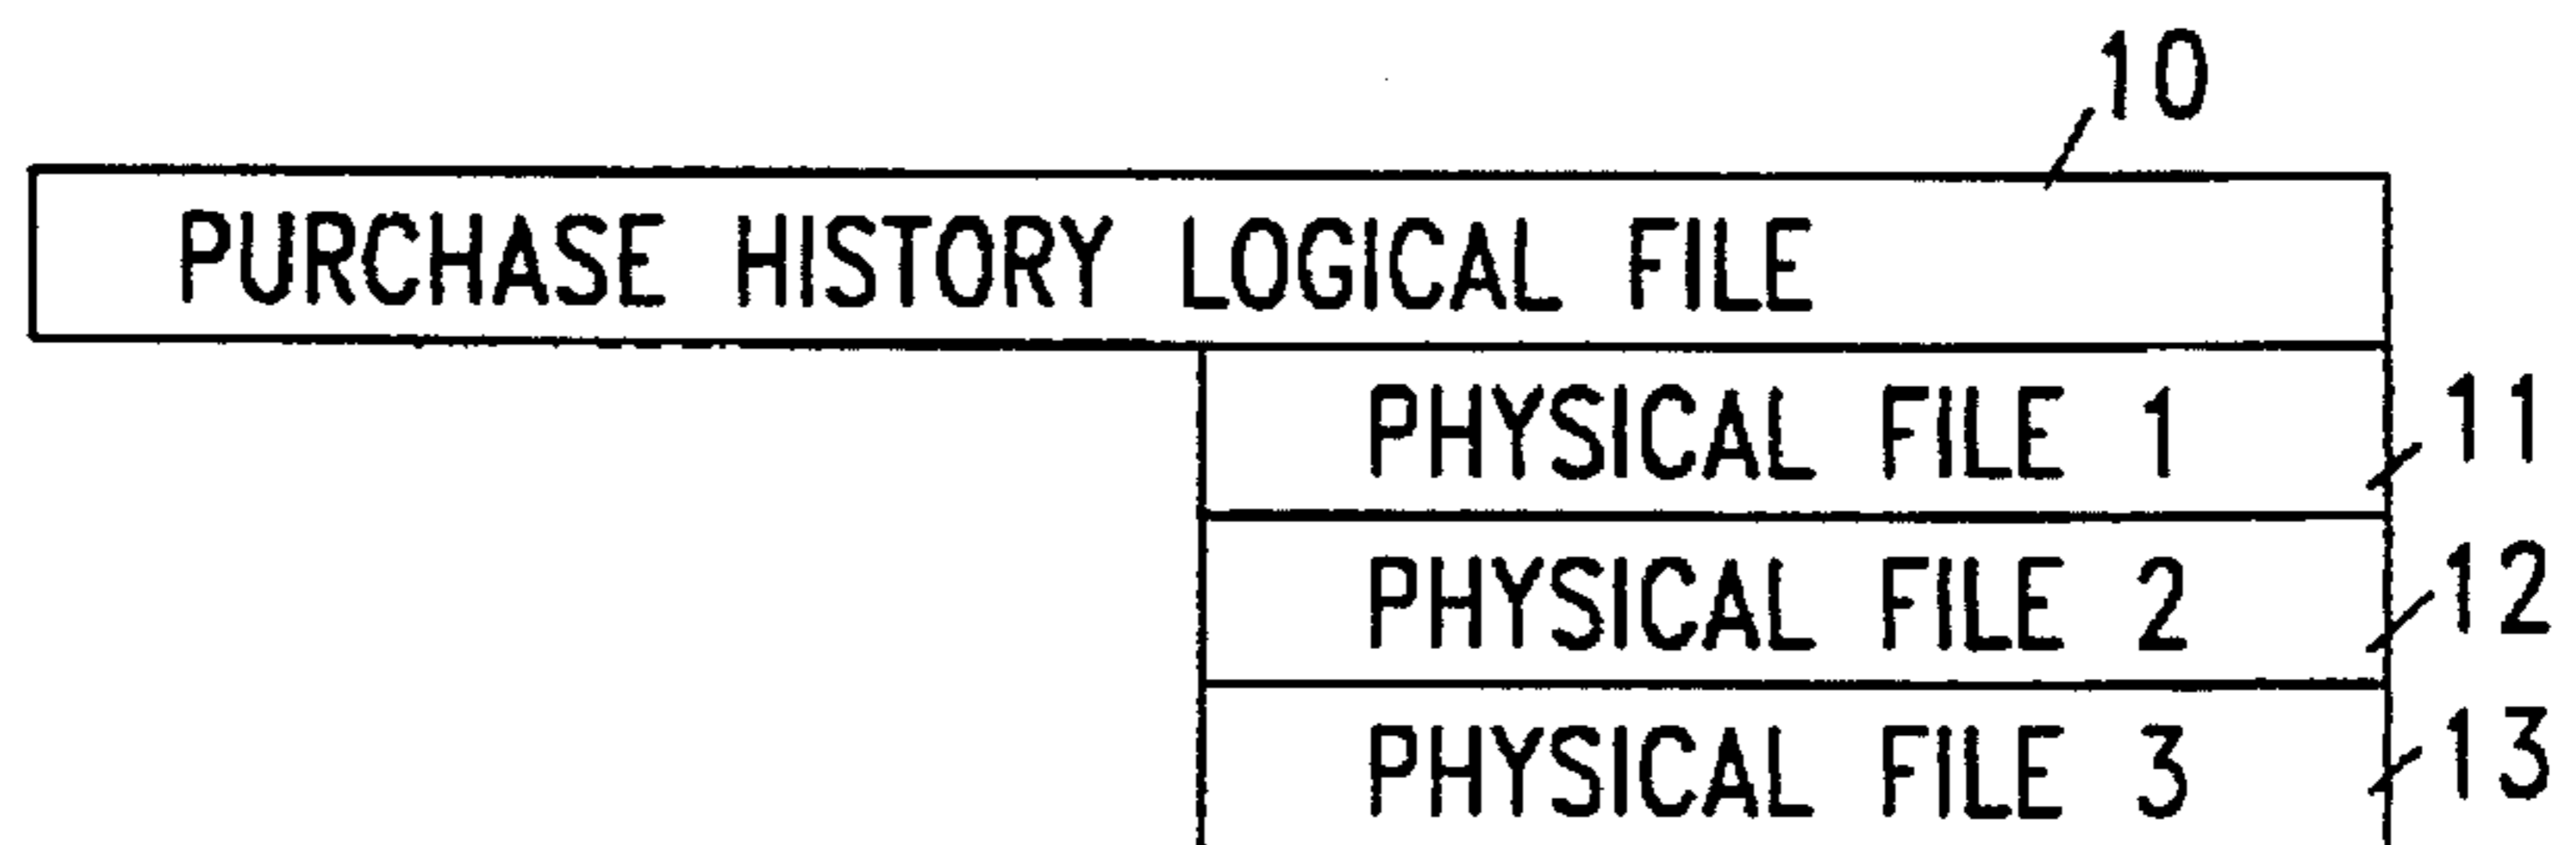 10
PURCHASE HISTORY LOGICAL FILE
PHYSICAL FILE 1 11
PHYSICAL FILE 2 12
PHYSICAL FILE 3 13